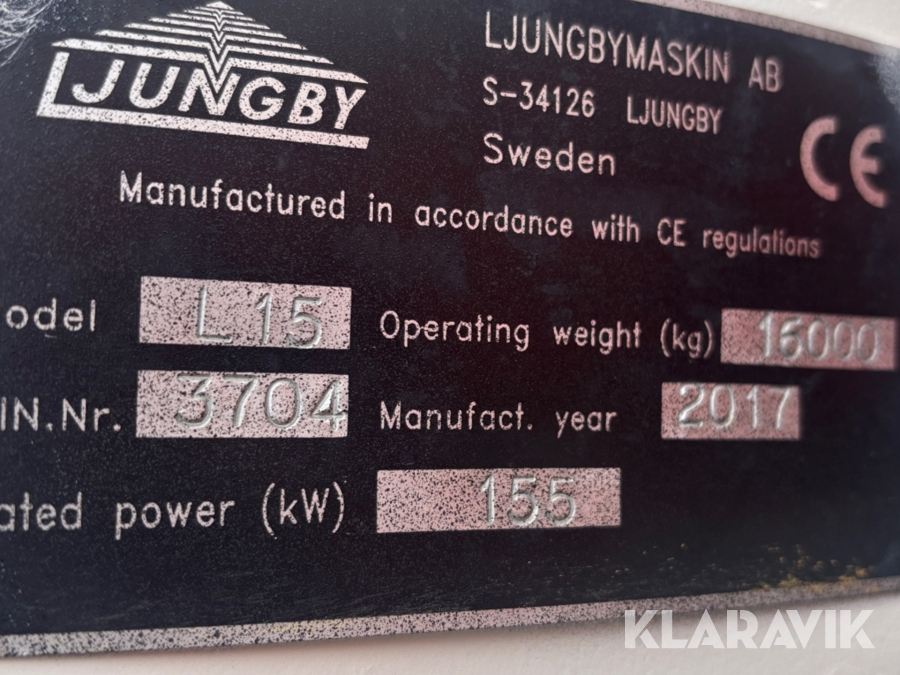 LJUNGBY
LJUNGBYMASKIN AB
S-34126 LJUNGBY
Sweden
CE
Manufactured in accordance with CE regulations
odel L15 Operating weight (kg) 16000
IN.Nr. 3704 Manufact. year 2017
ated power (kW) 155
KLARAVIK